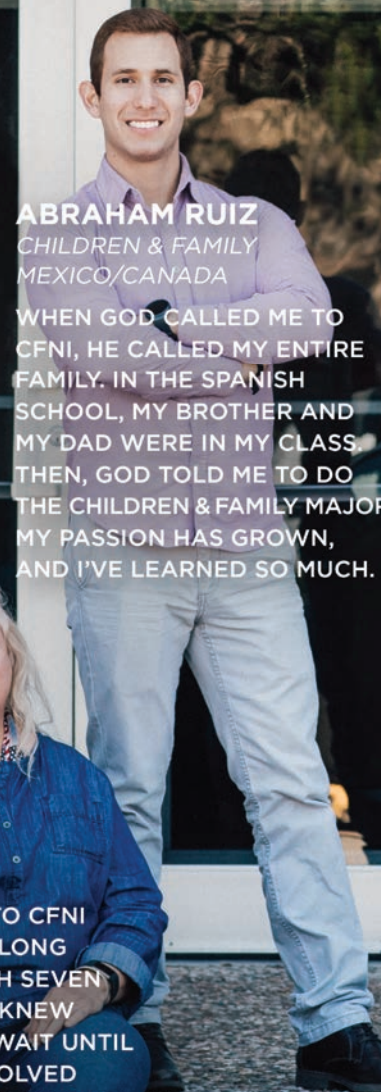 ABRAHAM RUIZ
CHILDREN & FAMILY
MEXICO/CANADA
WHEN GOD CALLED ME TO
CFNI, HE CALLED MY ENTIRE
FAMILY. IN THE SPANISH
SCHOOL, MY BROTHER AND
MY DAD WERE IN MY CLASS.
THEN, GOD TOLD ME TO DO
THE CHILDREN & FAMILY MAJOR
MY PASSION HAS GROWN,
AND I'VE LEARNED SO MUCH.
TO CFNI
LONG
H SEVEN
KNEW
WAIT UNTIL
OLVED